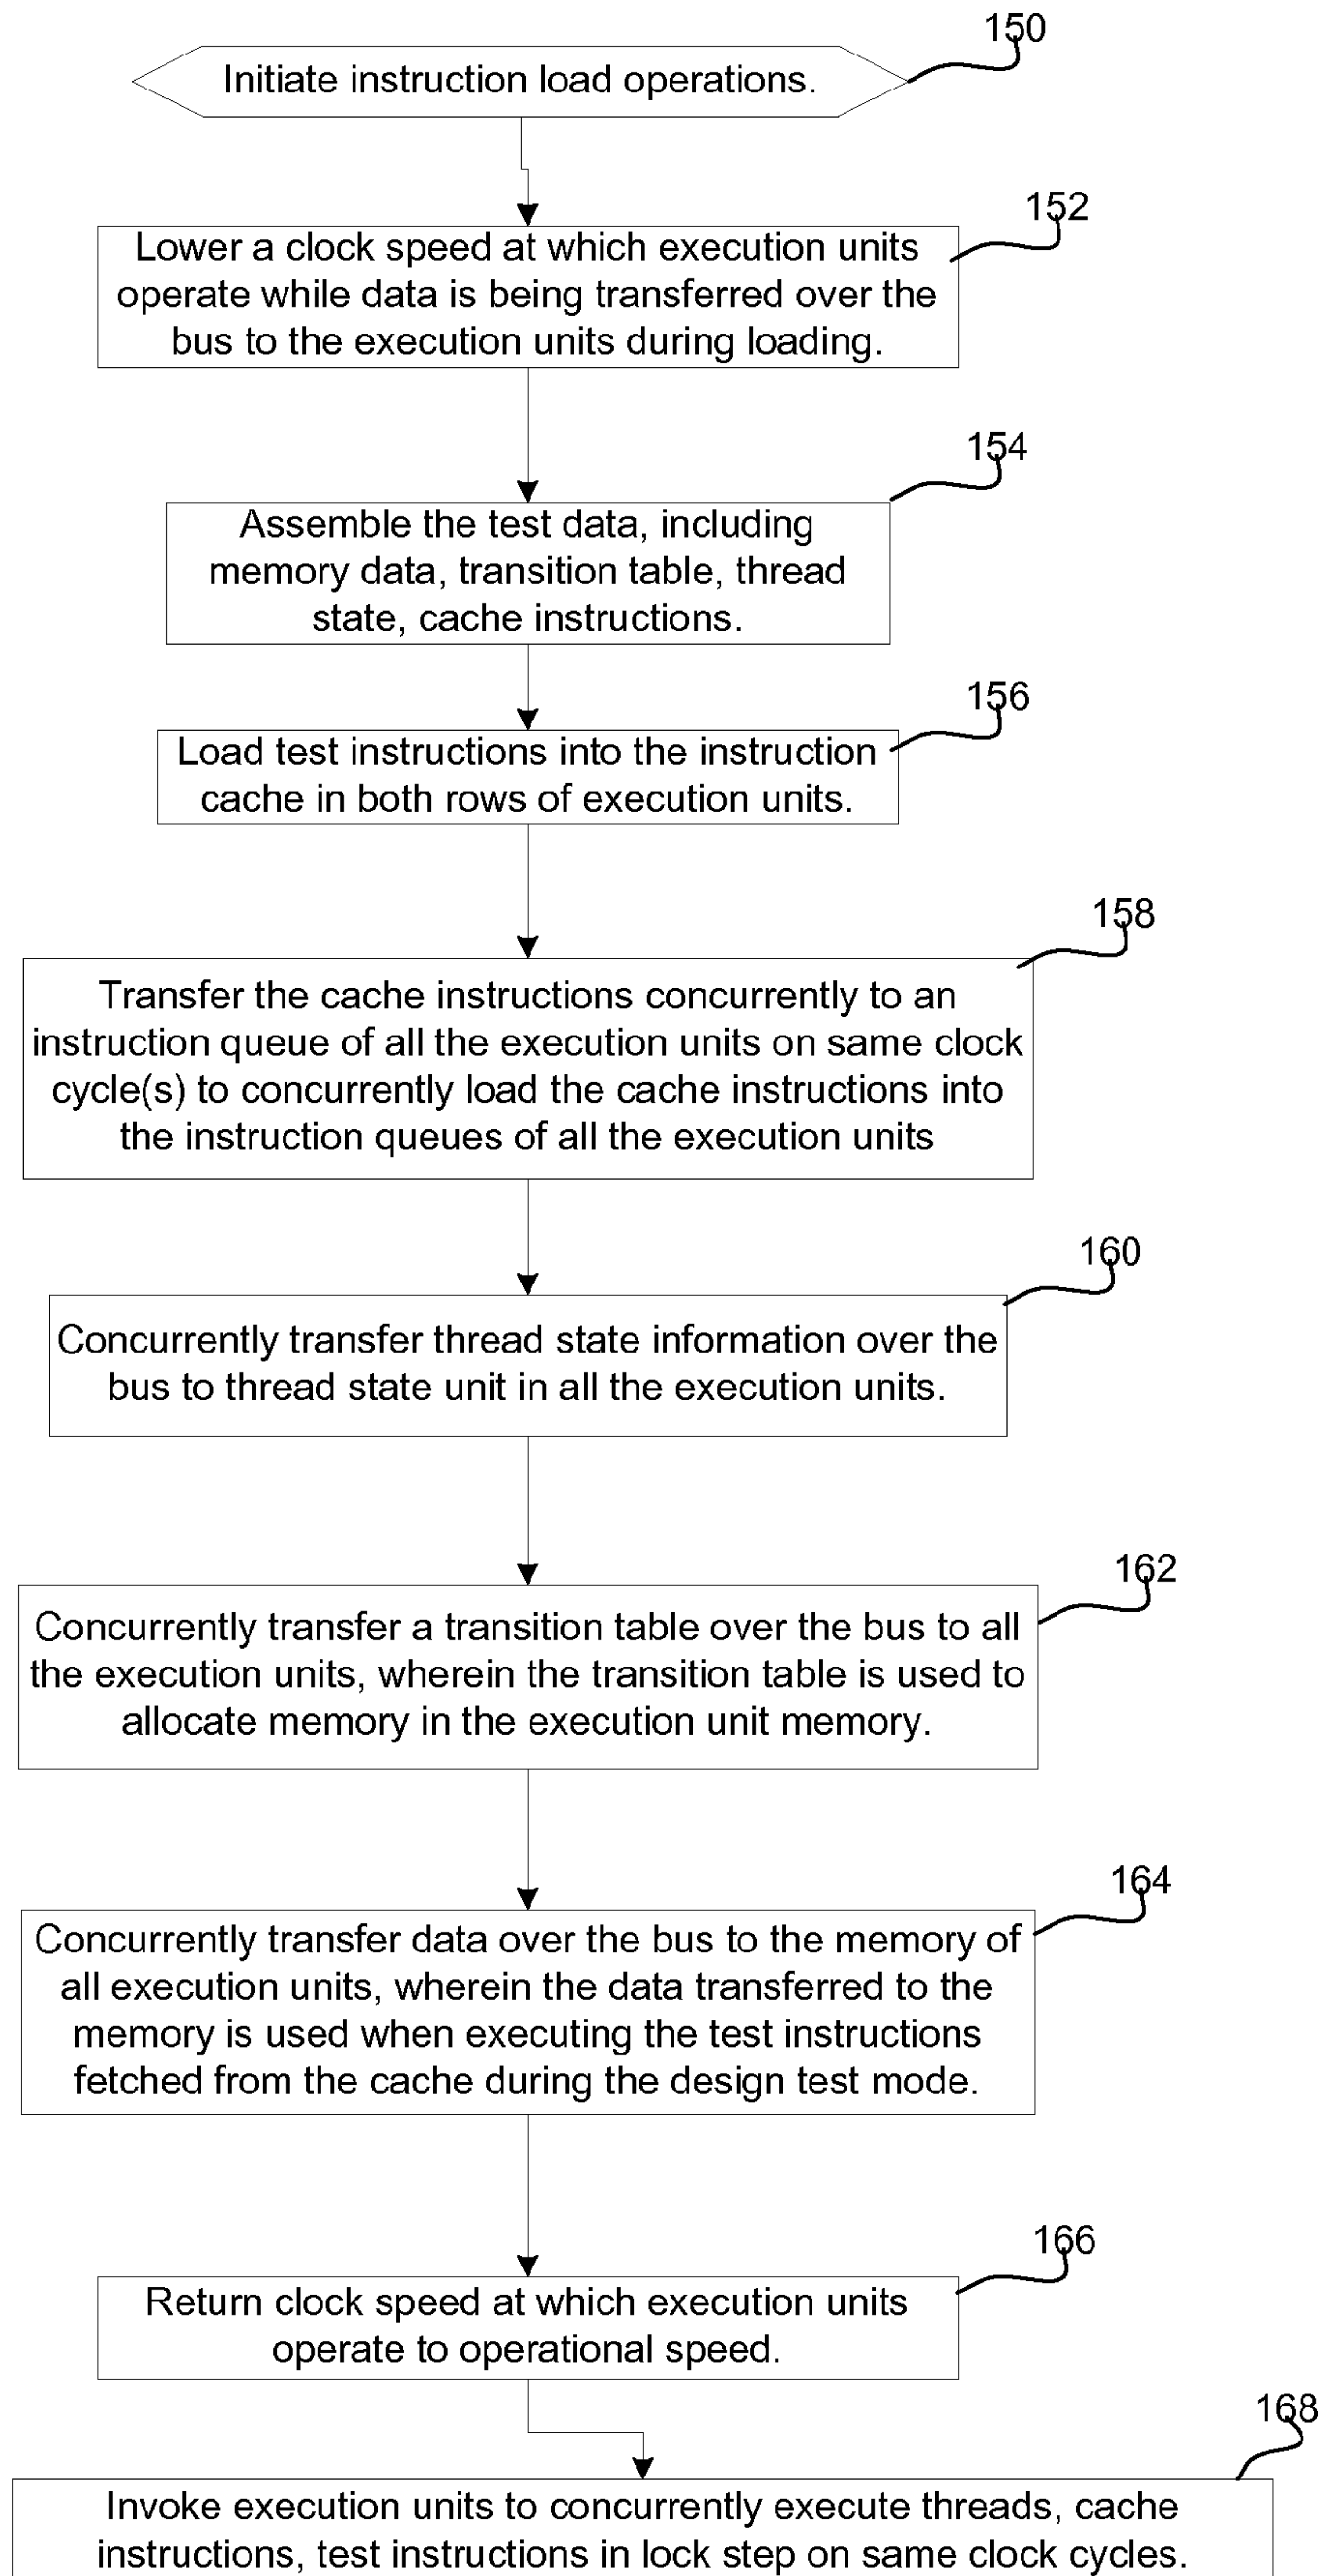 150
Initiate instruction load operations.
152
Lower a clock speed at which execution units
operate while data is being transferred over the
bus to the execution units during loading.
154
Assemble the test data, including
memory data, transition table, thread
state, cache instructions.
156
Load test instructions into the instruction
cache in both rows of execution units.
158
Transfer the cache instructions concurrently to an
instruction queue of all the execution units on same clock
cycle(s) to concurrently load the cache instructions into
the instruction queues of all the execution units
160
Concurrently transfer thread state information over the
bus to thread state unit in all the execution units.
162
Concurrently transfer a transition table over the bus to all
the execution units, wherein the transition table is used to
allocate memory in the execution unit memory.
164
Concurrently transfer data over the bus to the memory of
all execution units, wherein the data transferred to the
memory is used when executing the test instructions
fetched from the cache during the design test mode.
166
Return clock speed at which execution units
operate to operational speed.
168
Invoke execution units to concurrently execute threads, cache
instructions, test instructions in lock step on same clock cycles.